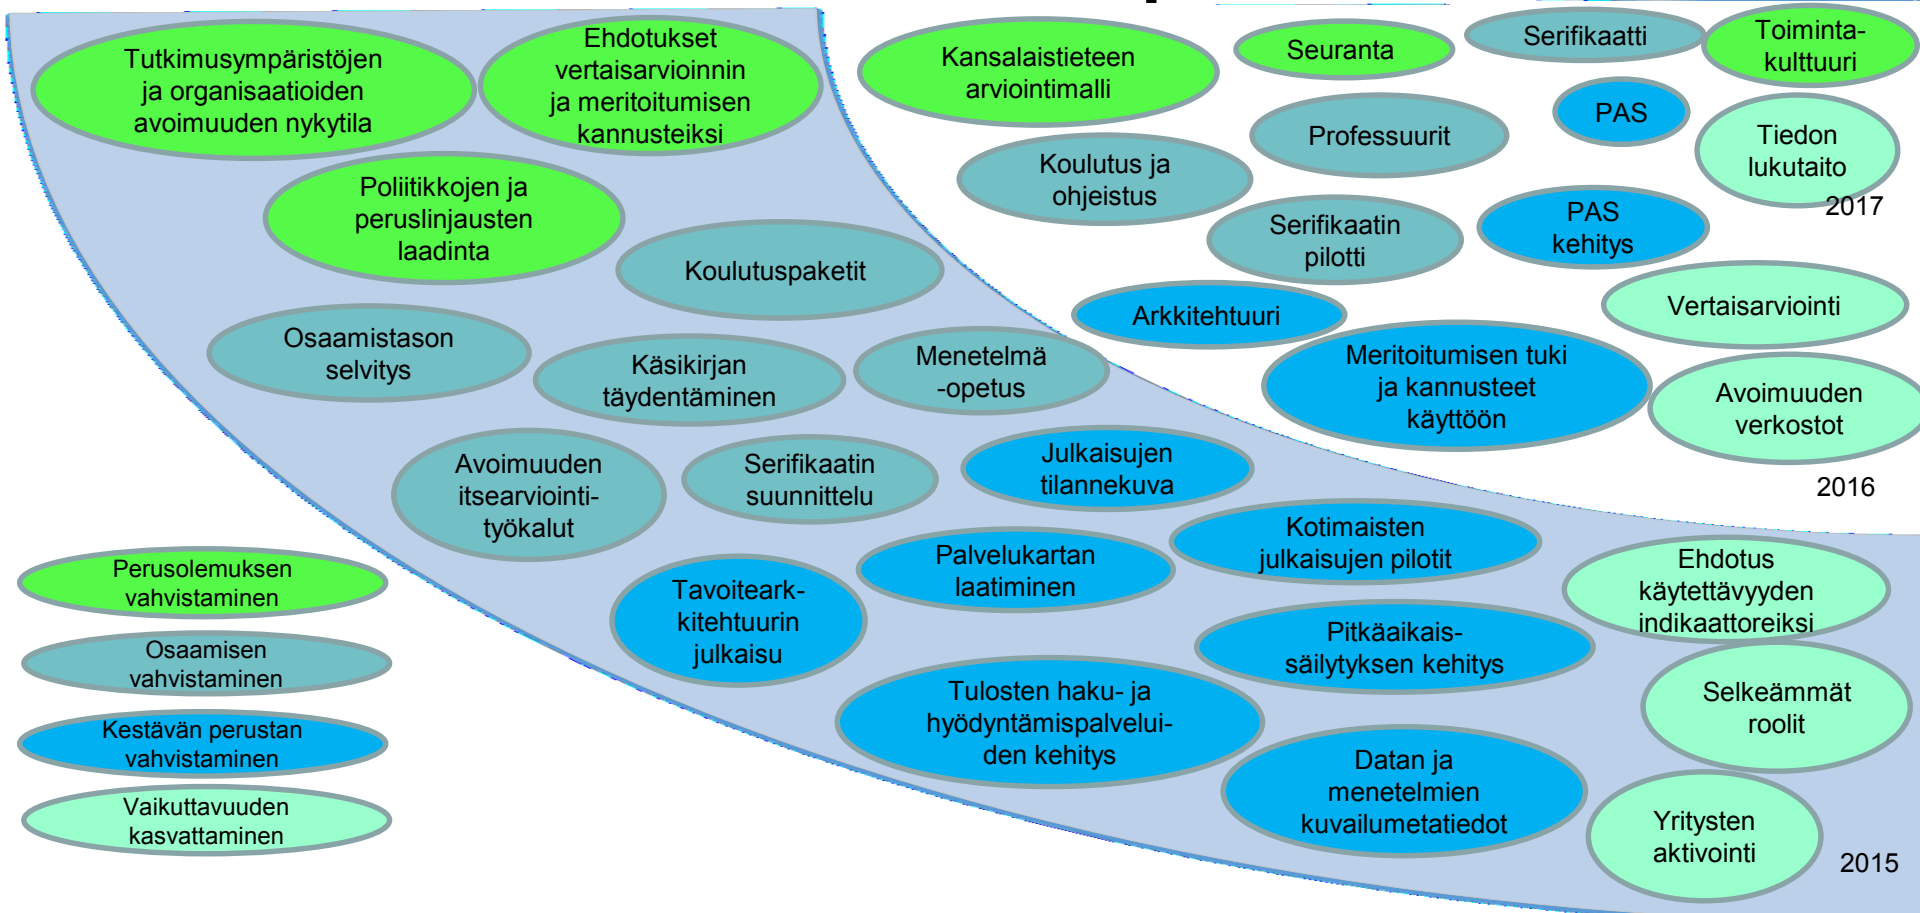 Tutkimusympäristöjen
ja organisaatioiden
avoimuuden nykytila
Ehdotukset
vertaisarvioinnin
ja meritoitumisen
kannusteiksi
Kansalaistieteen
arviointimalli
Seuranta
Serifikaatti
Toiminta-
kulttuuri
PAS
Professuurit
Tiedon
lukutaito
2017
Koulutus ja
ohjeistus
Poliitikkojen ja
peruslinjausten
laadinta
Serifikaatin
pilotti
PAS
kehitys
Koulutuspaketit
Arkkitehtuuri
Vertaisarviointi
Osaamistason
selvitys
Käsikirjan
täydentäminen
Menetelmä
-opetus
Meritoitumisen tuki
ja kannusteet
käyttöön
Avoimuuden
verkostot
2016
Avoimuuden
itsearviointi-
työkalut
Serifikaatin
suunnittelu
Julkaisujen
tilannekuva
Kotimaisten
julkaisujen pilotit
Palvelukartan
laatiminen
Ehdotus
käytettävyyden
indikaattoreiksi
Tavoiteark-
kitehtuurin
julkaisu
Pitkäaikais-
säilytyksen kehitys
Tulosten haku- ja
hyödyntämispalvelui-
den kehitys
Selkeämmät
roolit
Datan ja
menetelmien
kuvailumetatiedot
Yritysten
aktivointi
2015
Perusolemuksen
vahvistaminen
Osaamisen
vahvistaminen
Kestävän perustan
vahvistaminen
Vaikuttavuuden
kasvattaminen